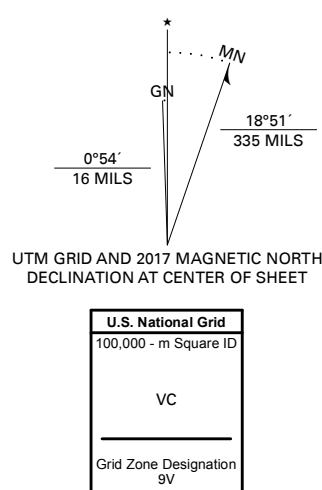 ★
MN
GN
18°51´
335 MILS
0°54´
16 MILS
UTM GRID AND 2017 MAGNETIC NORTH
DECLINATION AT CENTER OF SHEET
U.S. National Grid
100,000 - m Square ID
VC
Grid Zone Designation
9V